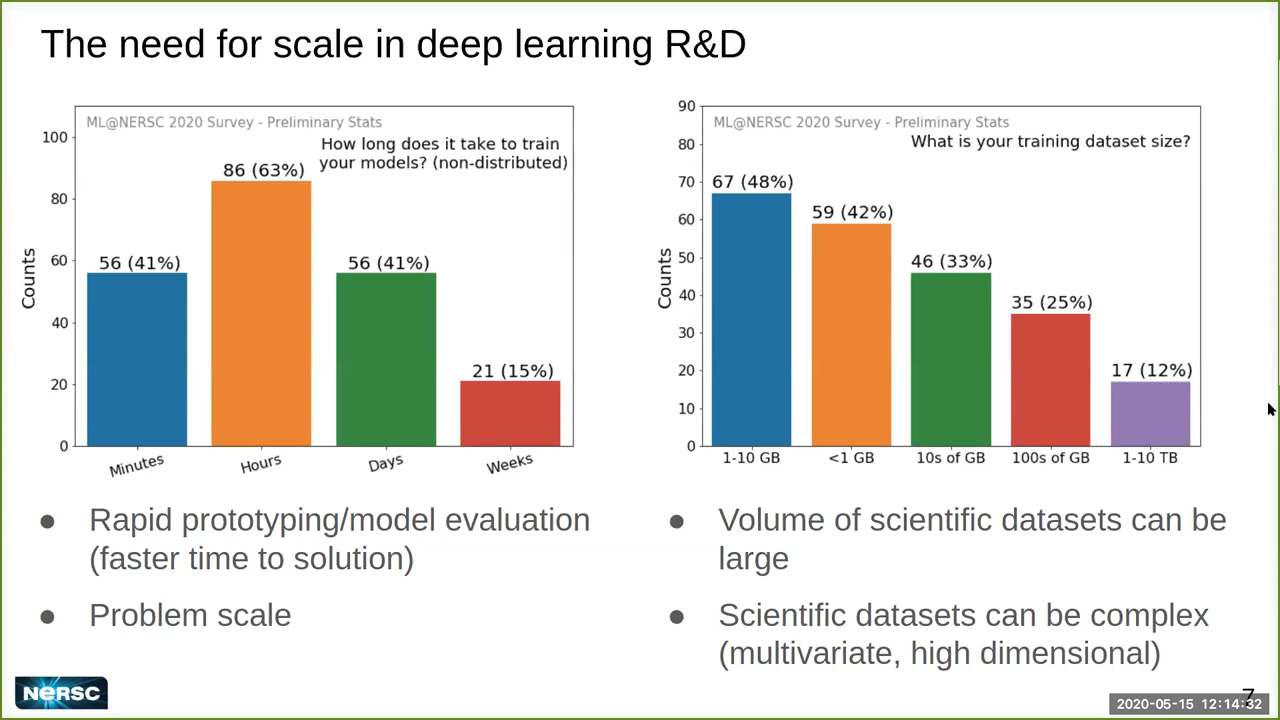 The need for scale in deep learning R&D
ML@NERSC 2020 Survey - Preliminary Stats
How long does it take to train
your models? (non-distributed)
Counts
100
80
60
40
20
0
56 (41%)
86 (63%)
56 (41%)
21 (15%)
Minutes
Hours
Days
Weeks
ML@NERSC 2020 Survey - Preliminary Stats
What is your training dataset size?
Counts
90
80
70
60
50
40
30
20
10
0
67 (48%)
59 (42%)
46 (33%)
35 (25%)
17 (12%)
1-10 GB
<1 GB
10s of GB
100s of GB
1-10 TB
● Rapid prototyping/model evaluation
(faster time to solution)
● Problem scale
● Volume of scientific datasets can be
large
● Scientific datasets can be complex
(multivariate, high dimensional)
NERSC
7
2020-05-15 12:14:32